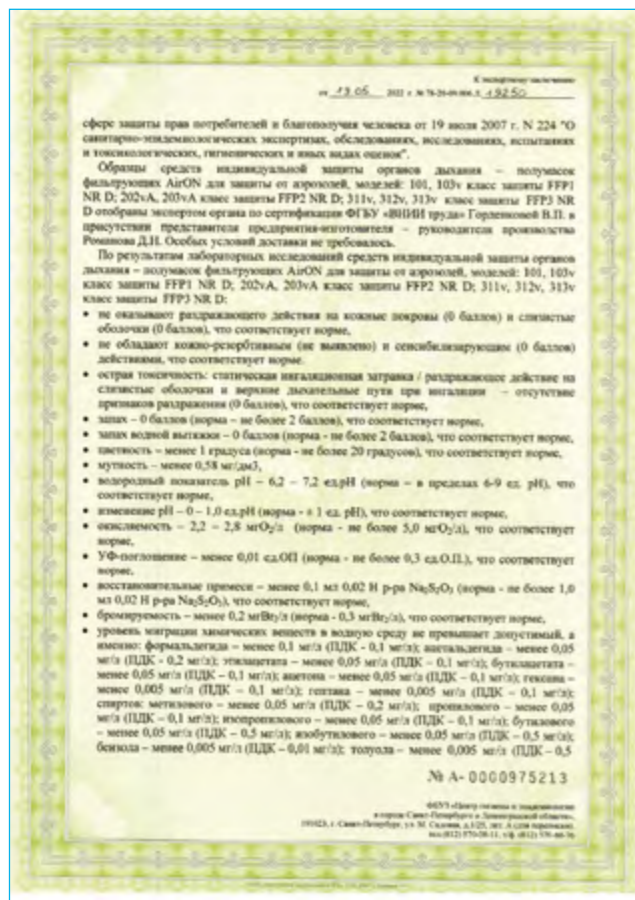 К экспертному заключению
от 19.05 2022 г. № 78-20-09.004.Л.19250
сфере защиты прав потребителей и благополучия человека от 19 июля 2007 г. N 224 "О
санитарно-эпидемиологических экспертизах, обследованиях, исследованиях, испытаниях
и токсикологических, гигиенических и иных видах оценок".
Образцы средств индивидуальной защиты органов дыхания – полумасок
фильтрующих AirON для защиты от аэрозолей, моделей: 101, 103v класс защиты FFP1
NR D; 202vA, 203vA класс защиты FFP2 NR D; 311v, 312v, 313v класс защиты FFP3 NR
D отобраны экспертом органа по сертификации ФГБУ «ВНИИ труда» Горденковой В.П. в
присутствии представителя предприятия-изготовителя – руководителя производства
Романова Д.Н. Особых условий доставки не требовалось.
По результатам лабораторных исследований средств индивидуальной защиты органов
дыхания – полумасок фильтрующих AirON для защиты от аэрозолей, моделей: 101, 103v
класс защиты FFP1 NR D; 202vA, 203vA класс защиты FFP2 NR D; 311v, 312v, 313v
класс защиты FFP3 NR D:
• не оказывают раздражающего действия на кожные покровы (0 баллов) и слизистые
оболочки (0 баллов), что соответствует норме,
• не обладают кожно-резорбтивным (не выявлено) и сенсибилизирующим (0 баллов)
действиями, что соответствует норме.
• острая токсичность: статическая ингаляционная затравка / раздражающее действие на
слизистые оболочки и верхние дыхательные пути при ингаляции – отсутствие
признаков раздражения (0 баллов), что соответствует норме,
• запах – 0 баллов (норма – не более 2 баллов), что соответствует норме,
• запах водной вытяжки – 0 баллов (норма - не более 2 баллов), что соответствует норме,
• цветность – менее 1 градуса (норма - не более 20 градусов), что соответствует норме,
• мутность – менее 0,58 мг/дм3,
• водородный показатель pH – 6,2 – 7,2 ед.pH (норма – в пределах 6-9 ед. pH), что
соответствует норме,
• изменение pH – 0 – 1,0 ед.pH (норма - ± 1 ед. pH), что соответствует норме,
• окисляемость – 2,2 – 2,8 мгO₂/л (норма - не более 5,0 мгO₂/л), что соответствует
норме,
• УФ-поглощение – менее 0,01 ед.ОП (норма - не более 0,3 ед.О.П.), что соответствует
норме,
• восстановительные примеси – менее 0,1 мл 0,02 Н р-ра Na₂S₂O₃ (норма - не более 1,0
мл 0,02 Н р-ра Na₂S₂O₃), что соответствует норме,
• бромируемость – менее 0,2 мгBr₂/л (норма - 0,3 мгBr₂/л), что соответствует норме,
• уровень миграции химических веществ в водную среду не превышает допустимый, а
именно: формальдегида – менее 0,1 мг/л (ПДК - 0,1 мг/л); ацетальдегида – менее 0,05
мг/л (ПДК - 0,2 мг/л); этилацетата – менее 0,05 мг/л (ПДК – 0,1 мг/л); бутилацетата –
менее 0,05 мг/л (ПДК – 0,1 мг/л); ацетона – менее 0,05 мг/л (ПДК – 0,1 мг/л); гексана –
менее 0,005 мг/л (ПДК – 0,1 мг/л); гептана – менее 0,005 мг/л (ПДК – 0,1 мг/л);
спиртов: метилового – менее 0,05 мг/л (ПДК – 0,2 мг/л); пропилового – менее 0,05
мг/л (ПДК – 0,1 мг/л); изопропилового – менее 0,05 мг/л (ПДК – 0,1 мг/л); бутилового
– менее 0,05 мг/л (ПДК – 0,5 мг/л); изобутилового – менее 0,05 мг/л (ПДК – 0,5 мг/л);
бензола – менее 0,005 мг/л (ПДК – 0,01 мг/л); толуола – менее 0,005 мг/л (ПДК – 0,5
№ А- 0000975213
ФБУЗ «Центр гигиены и эпидемиологии
в городе Санкт-Петербурге и Ленинградской области»,
191023, г. Санкт-Петербург, ул. М. Садовая, д.1/25, лит. А